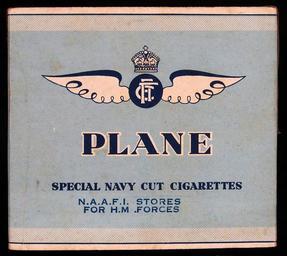 PLANE
SPECIAL NAVY CUT CIGARETTES
N.A.A.F.I. STORES
FOR H.M .FORCES